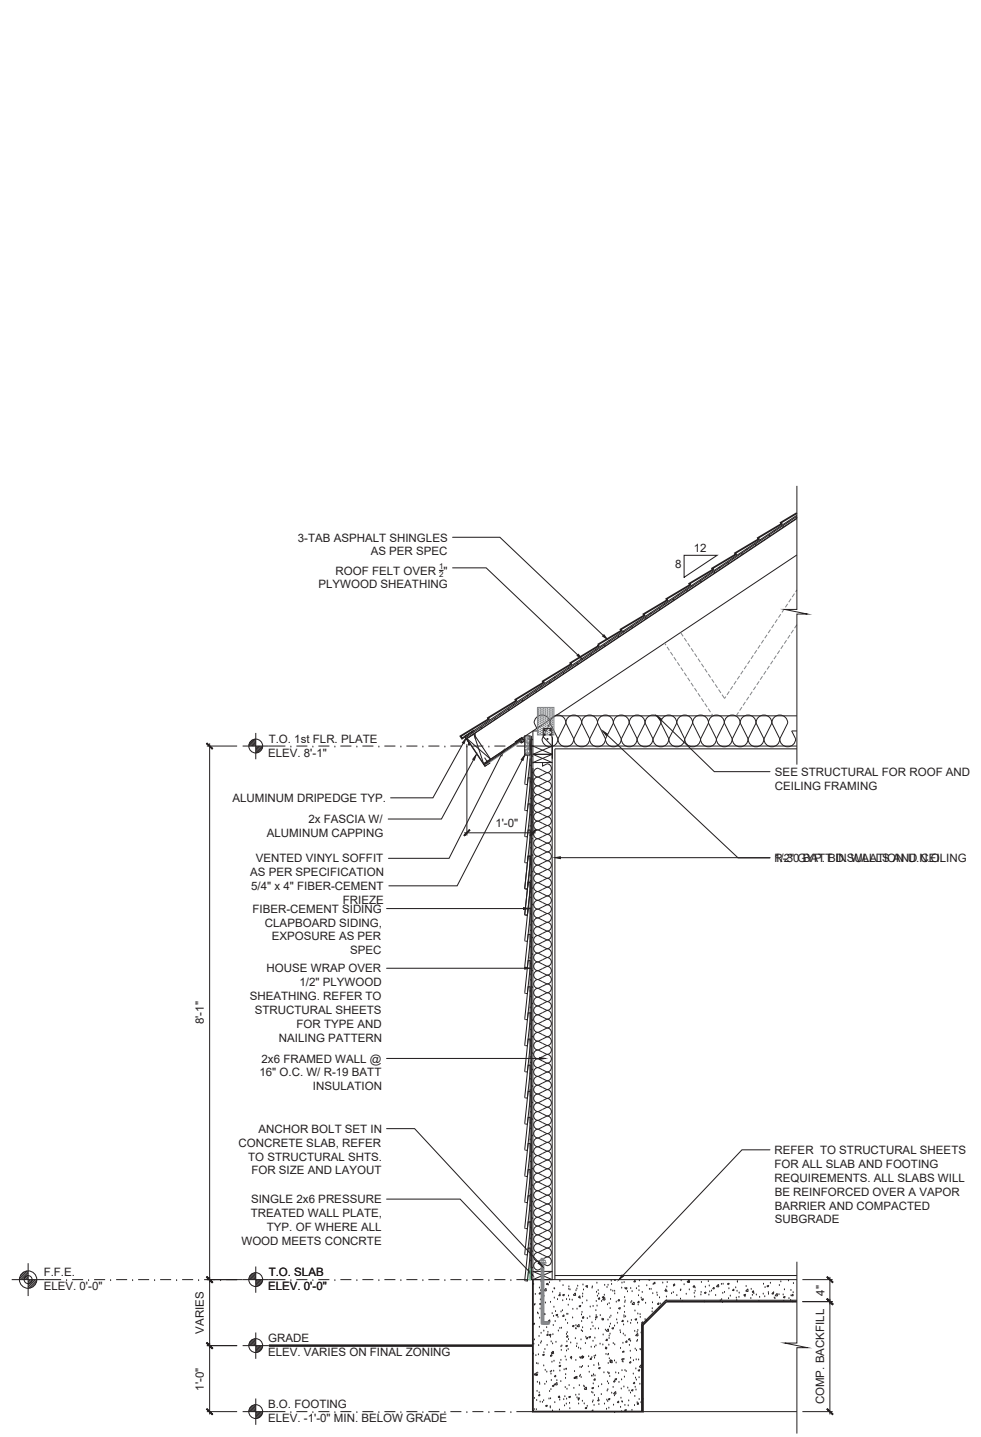 3-TAB ASPHALT SHINGLES
AS PER SPEC
ROOF FELT OVER ½"
PLYWOOD SHEATHING
12
8
T.O. 1st FLR. PLATE
ELEV. 8'-1"
ALUMINUM DRIPEDGE TYP.
2x FASCIA W/
ALUMINUM CAPPING
1'-0"
VENTED VINYL SOFFIT
AS PER SPECIFICATION
5/4" x 4" FIBER-CEMENT
FRIEZE
FIBER-CEMENT SIDING
CLAPBOARD SIDING,
EXPOSURE AS PER
SPEC
HOUSE WRAP OVER
1/2" PLYWOOD
SHEATHING. REFER TO
STRUCTURAL SHEETS
FOR TYPE AND
NAILING PATTERN
8'-1"
2x6 FRAMED WALL @
16" O.C. W/ R-19 BATT
INSULATION
ANCHOR BOLT SET IN
CONCRETE SLAB, REFER
TO STRUCTURAL SHTS.
FOR SIZE AND LAYOUT
SINGLE 2x6 PRESSURE
TREATED WALL PLATE,
TYP. OF WHERE ALL
WOOD MEETS CONCRTE
SEE STRUCTURAL FOR ROOF AND
CEILING FRAMING
CEILING
REFER TO STRUCTURAL SHEETS
FOR ALL SLAB AND FOOTING
REQUIREMENTS. ALL SLABS WILL
BE REINFORCED OVER A VAPOR
BARRIER AND COMPACTED
SUBGRADE
F.F.E.
ELEV. 0'-0"
T.O. SLAB
ELEV. 0'-0"
VARIES
GRADE
ELEV. VARIES ON FINAL ZONING
1'-0"
B.O. FOOTING
ELEV. -1'-0" MIN. BELOW GRADE
4"
COMP. BACKFILL